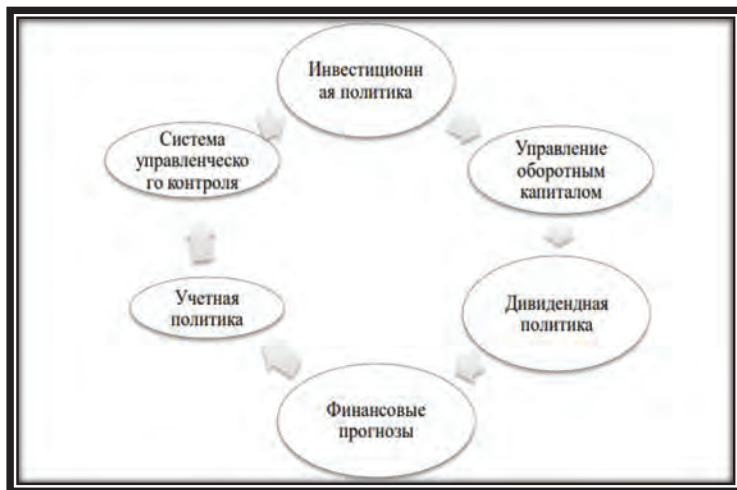 Инвестиционн
ая политика
Управление
оборотным
капиталом
Дивидендная
политика
Финансовые
прогнозы
Учетная
политика
Система
управленческо
го контроля